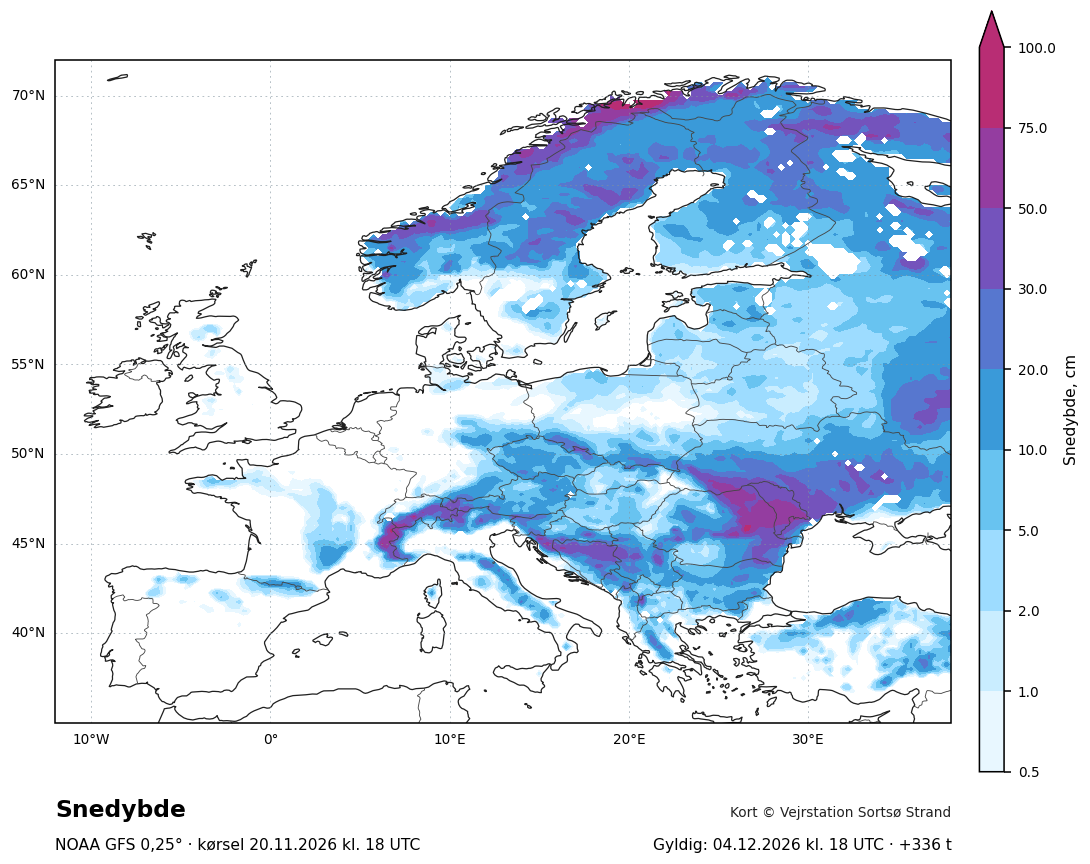 100.0
75.0
50.0
30.0
20.0
10.0
5.0
2.0
1.0
0.5
Snedybde, cm
70°N
65°N
60°N
55°N
50°N
45°N
40°N
10°W 0° 10°E 20°E 30°E
Snedybde
Kort © Vejrstation Sortsø Strand
NOAA GFS 0,25° · kørsel 20.11.2026 kl. 18 UTC
Gyldig: 04.12.2026 kl. 18 UTC · +336 t